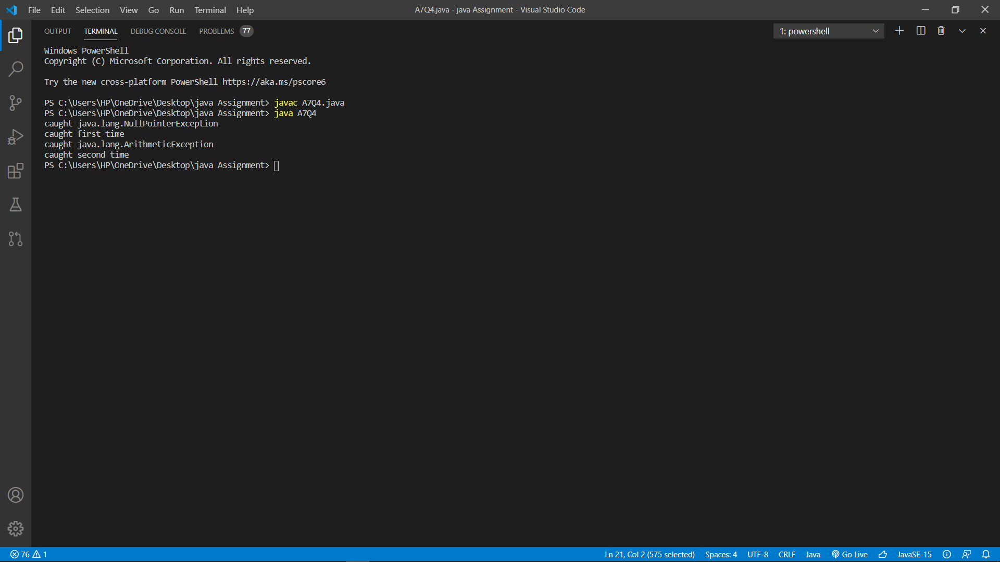 File Edit Selection View Go Run Terminal Help
A7Q4.java - java Assignment - Visual Studio Code
OUTPUT TERMINAL DEBUG CONSOLE PROBLEMS 77
1: powershell
Windows PowerShell
Copyright (C) Microsoft Corporation. All rights reserved.
Try the new cross-platform PowerShell https://aka.ms/pscore6
PS C:\Users\HP\OneDrive\Desktop\java Assignment> javac A7Q4.java
PS C:\Users\HP\OneDrive\Desktop\java Assignment> java A7Q4
caught java.lang.NullPointerException
caught first time
caught java.lang.ArithmeticException
caught second time
PS C:\Users\HP\OneDrive\Desktop\java Assignment>
76 1
Ln 21, Col 2 (575 selected) Spaces: 4 UTF-8 CRLF Java Go Live JavaSE-15